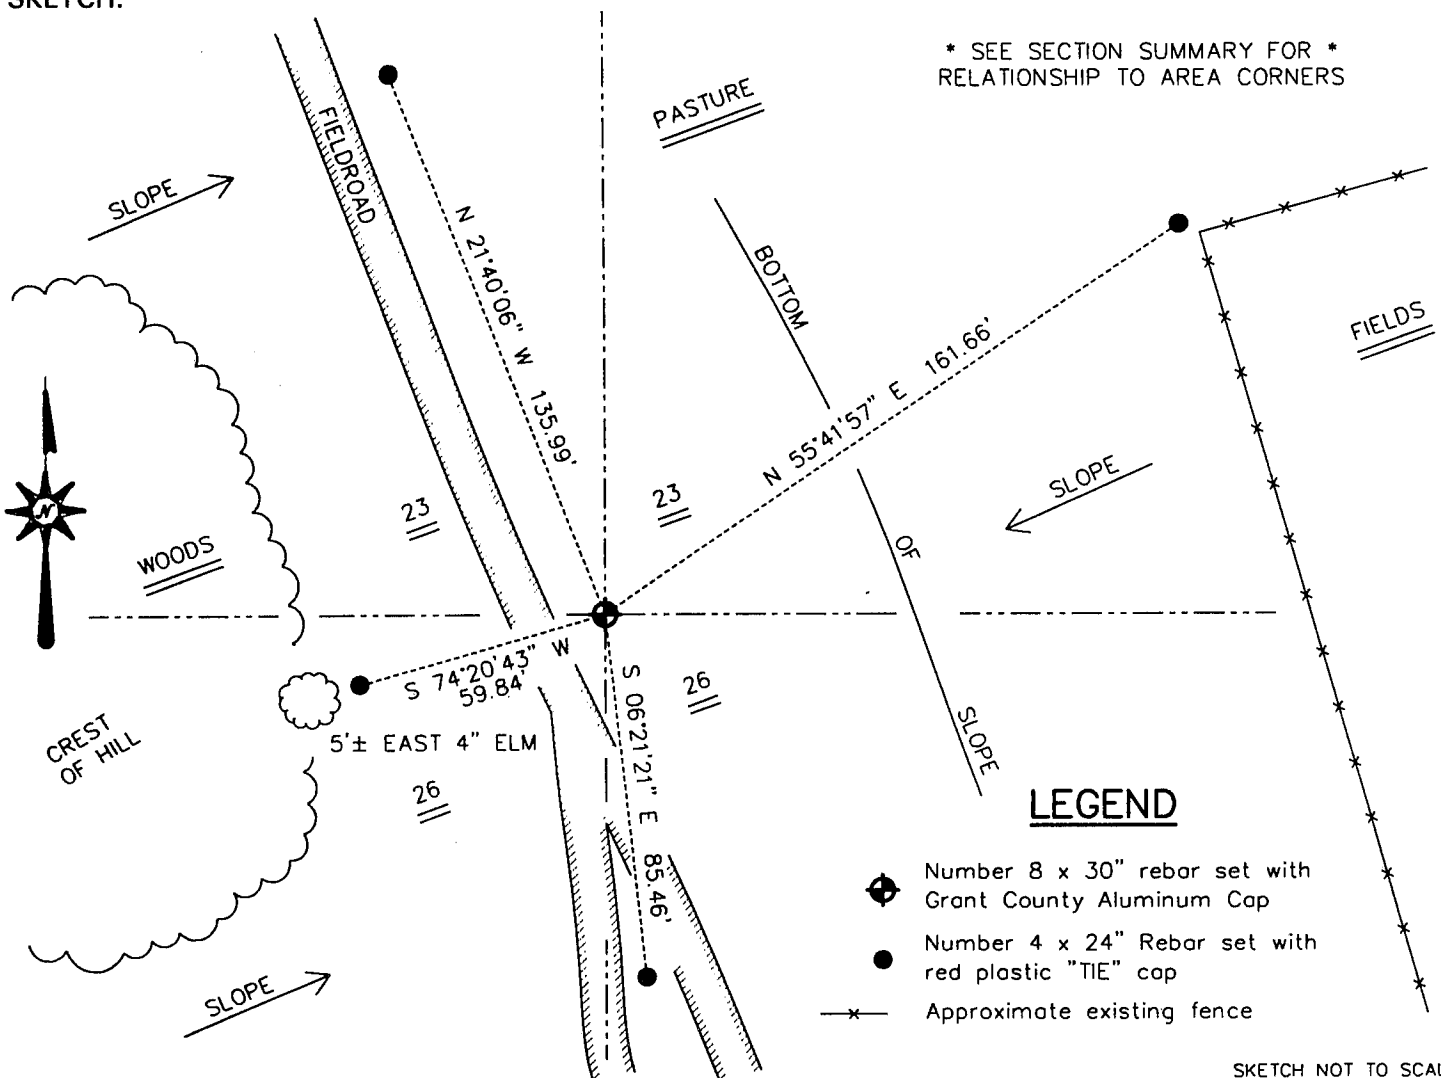 SKETCH:
* SEE SECTION SUMMARY FOR *
RELATIONSHIP TO AREA CORNERS
PASTURE
FIELDROAD
SLOPE
N 21°40'06" W 135.99'
BOTTOM
OF
SLOPE
N 55°41'57" E 161.66'
FIELDS
SLOPE
23
23
WOODS
N
S 74°20'43" W
59.84'
S 06°21'21" E 85.46'
26
5'± EAST 4" ELM
CREST
OF HILL
26
SLOPE
LEGEND
Number 8 x 30" rebar set with
Grant County Aluminum Cap
Number 4 x 24" Rebar set with
red plastic "TIE" cap
Approximate existing fence
SKETCH NOT TO SCAL